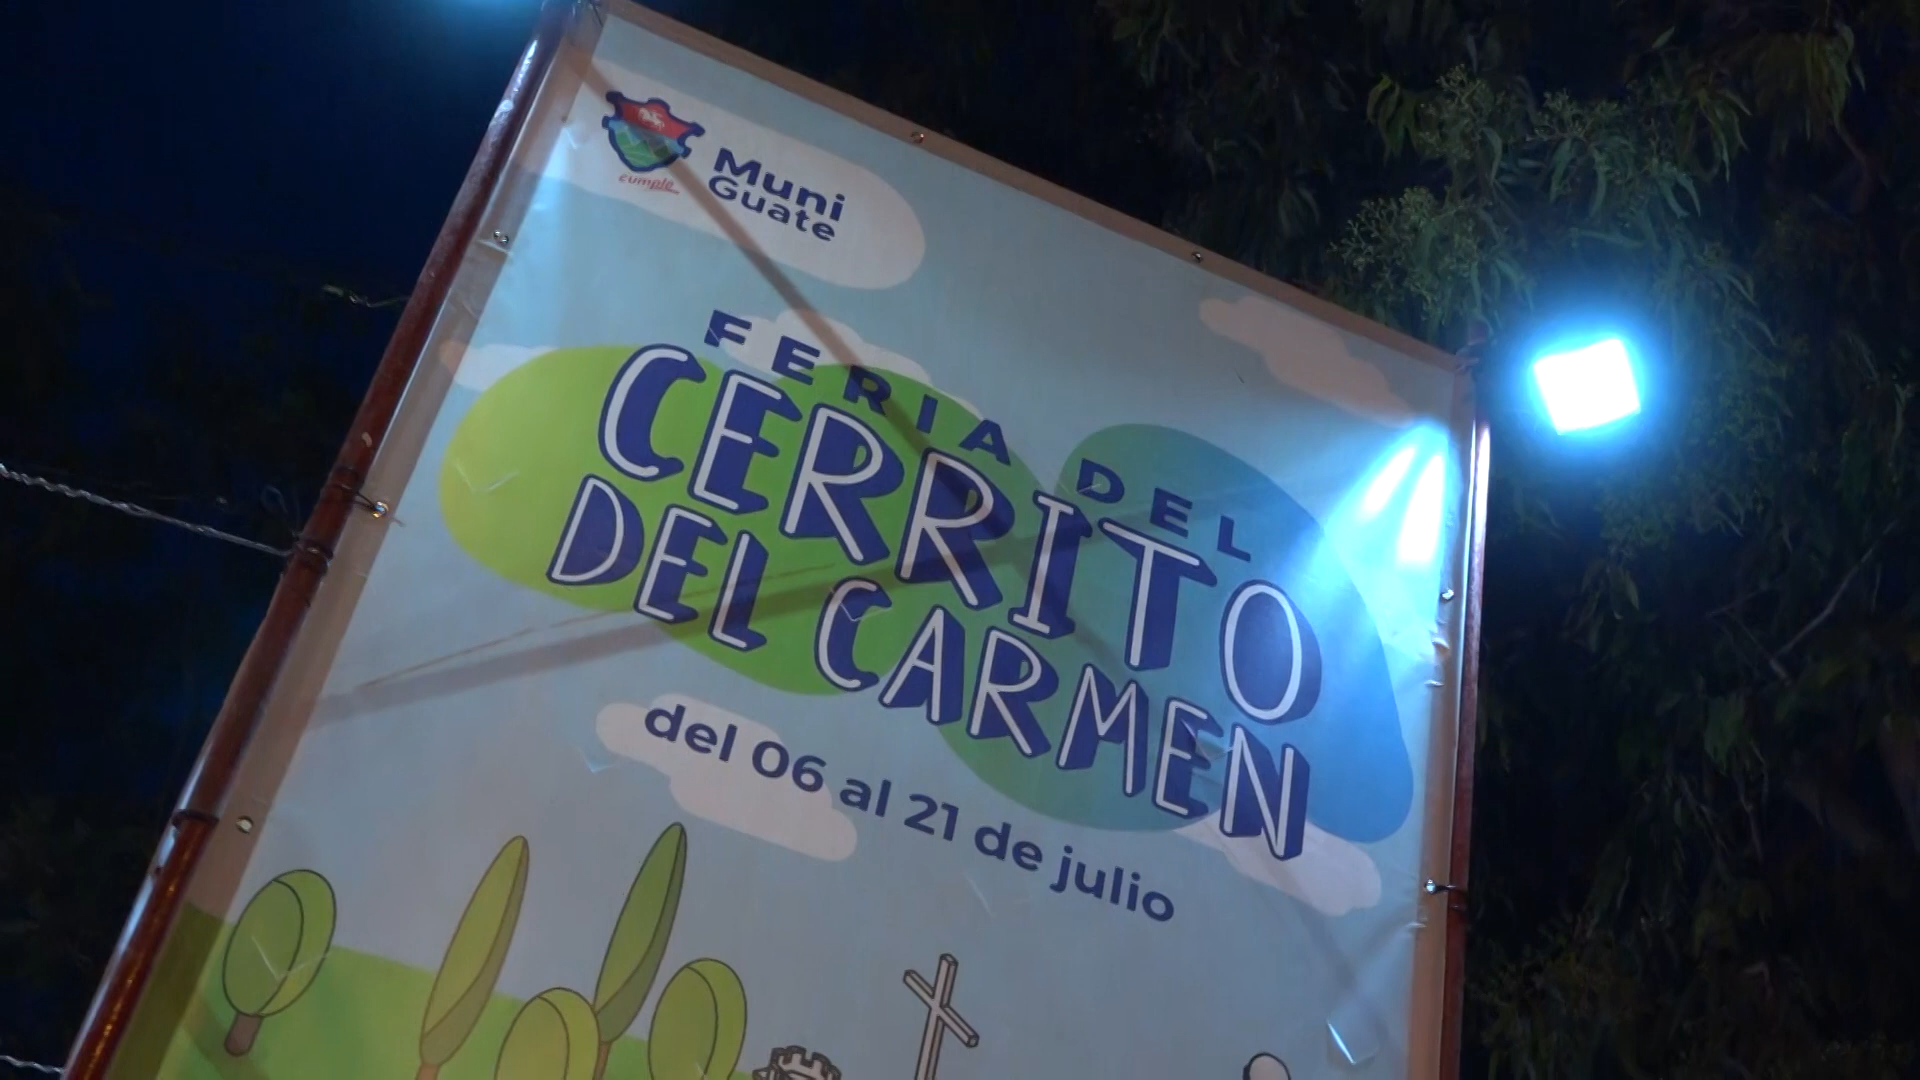 cumple
Muni
Guate
FERIA DEL
CERRITO
DEL CARMEN
del 06 al 21 de julio